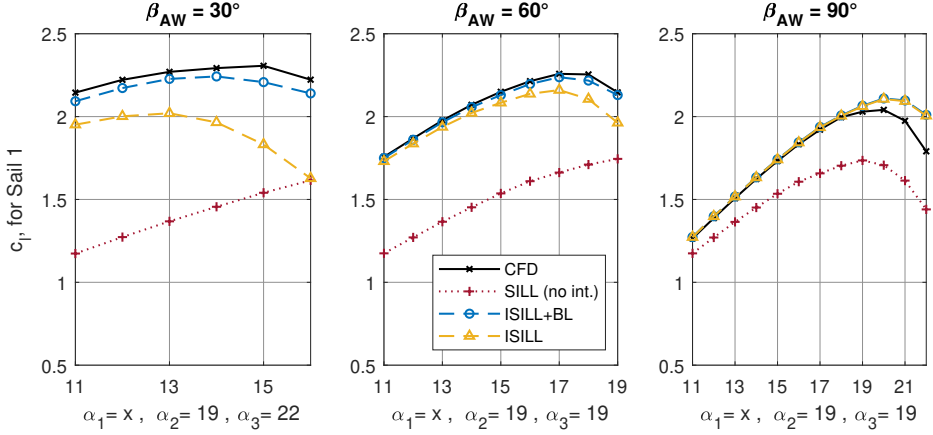 β_AW = 30°
β_AW = 60°
β_AW = 90°
c_l, for Sail 1
2.5
2
1.5
1
0.5
11 13 15
α_1= x , α_2= 19 , α_3= 22
2.5
2
1.5
1
0.5
11 13 15 17 19
α_1= x , α_2= 19 , α_3= 19
CFD
SILL (no int.)
ISILL+BL
ISILL
2.5
2
1.5
1
0.5
11 13 15 17 19 21
α_1= x , α_2= 19 , α_3= 19